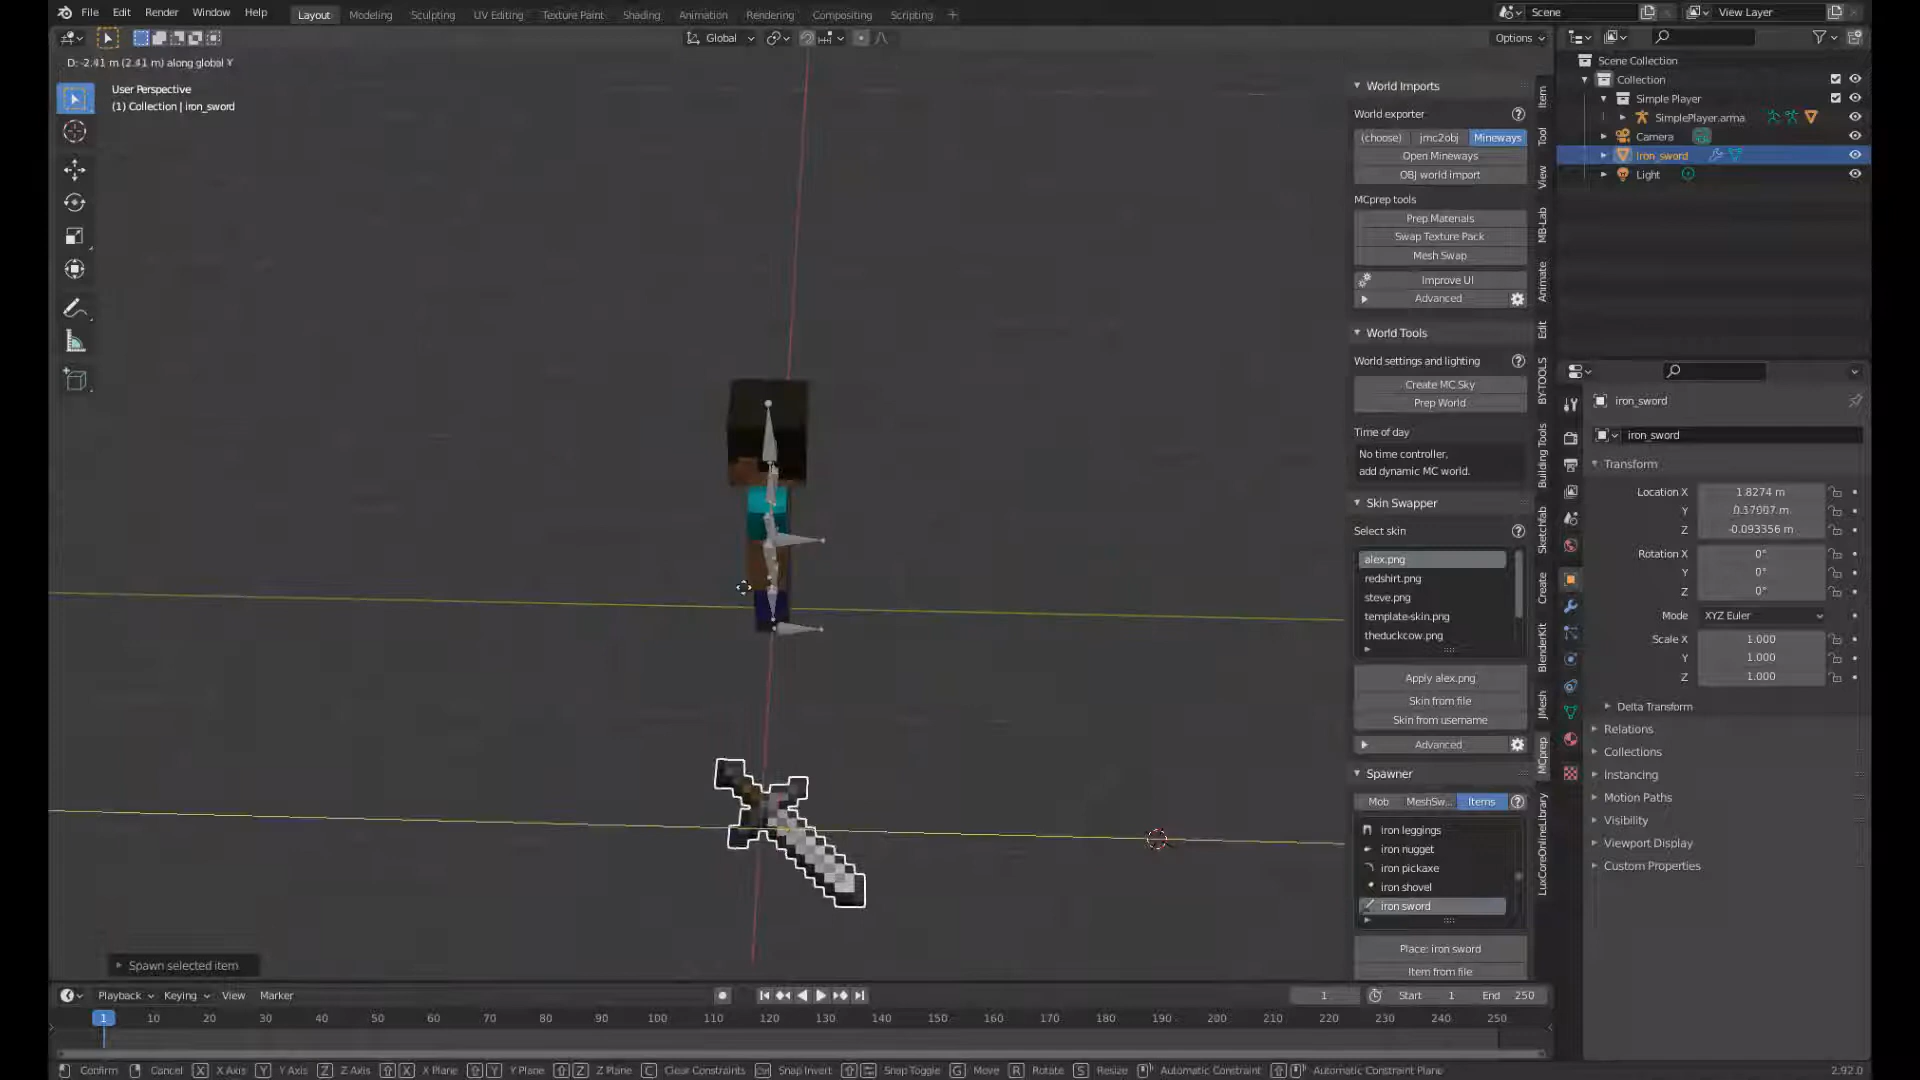 File Edit Render Window Help
Layout Modeling Sculpting UV Editing Texture Paint Shading Animation Rendering Compositing Scripting +
Scene
View Layer
Global
Options
D: -2.41 m (2.41 m) along global Y
User Perspective
(1) Collection | iron_sword
World Imports
World exporter
(choose) jmc2obj Mineways
Open Mineways
OBJ world import
MCprep tools
Prep Materials
Swap Texture Pack
Mesh Swap
Improve UI
Advanced
World Tools
World settings and lighting
Create MC Sky
Prep World
Time of day
No time controller,
add dynamic MC world.
Skin Swapper
Select skin
alex.png
redshirt.png
steve.png
template-skin.png
theduckcow.png
Apply alex.png
Skin from file
Skin from username
Advanced
Spawner
Mob MeshSw... Items
iron leggings
iron nugget
iron pickaxe
iron shovel
iron sword
Place: iron sword
Item from file
Item
Tool
View
MB-Lab
Animate
Edit
BY-TOOLS
Building Tools
Sketchfab
Create
BlenderKit
JMesh
MCprep
LuxCoreOnlineLibrary
Scene Collection
Collection
Simple Player
SimplePlayer.arma
Camera
Iron_sword
Light
iron_sword
iron_sword
Transform
Location X 1.8274 m
Y 0.37007 m
Z -0.093356 m
Rotation X 0°
Y 0°
Z 0°
Mode XYZ Euler
Scale X 1.000
Y 1.000
Z 1.000
Delta Transform
Relations
Collections
Instancing
Motion Paths
Visibility
Viewport Display
Custom Properties
Spawn selected item
Playback Keying View Marker
1 Start 1 End 250
1 10 20 30 40 50 60 70 80 90 100 110 120 130 140 150 160 170 180 190 200 210 220 230 240 250
Confirm Cancel X X Axis Y Y Axis Z Z Axis X X Plane Y Y Plane Z Z Plane C Clear Constraints Snap Invert Snap Toggle G Move R Rotate S Resize Automatic Constraint Automatic Constraint Plane 2.92.0